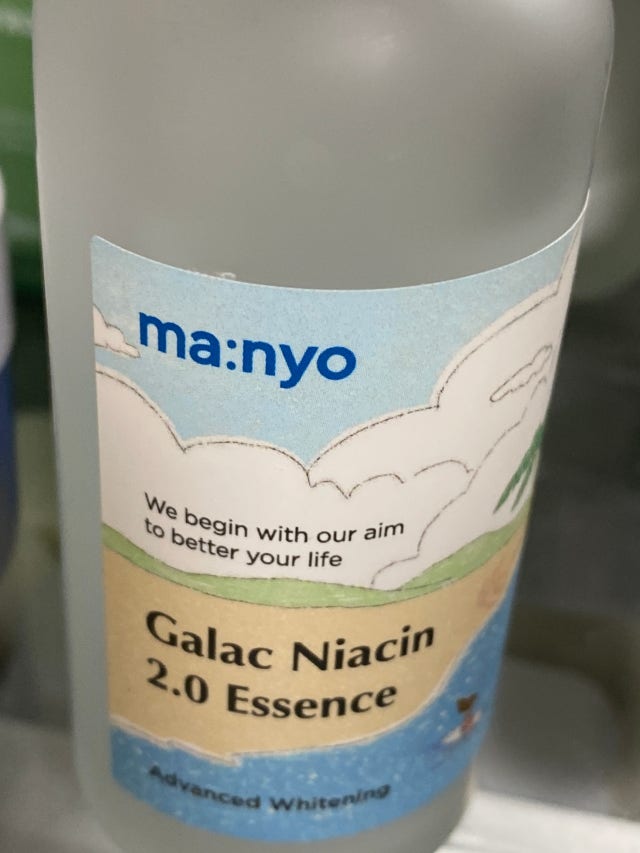 ma:nyo
We begin with our aim
to better your life
Galac Niacin
2.0 Essence
Advanced Whitening